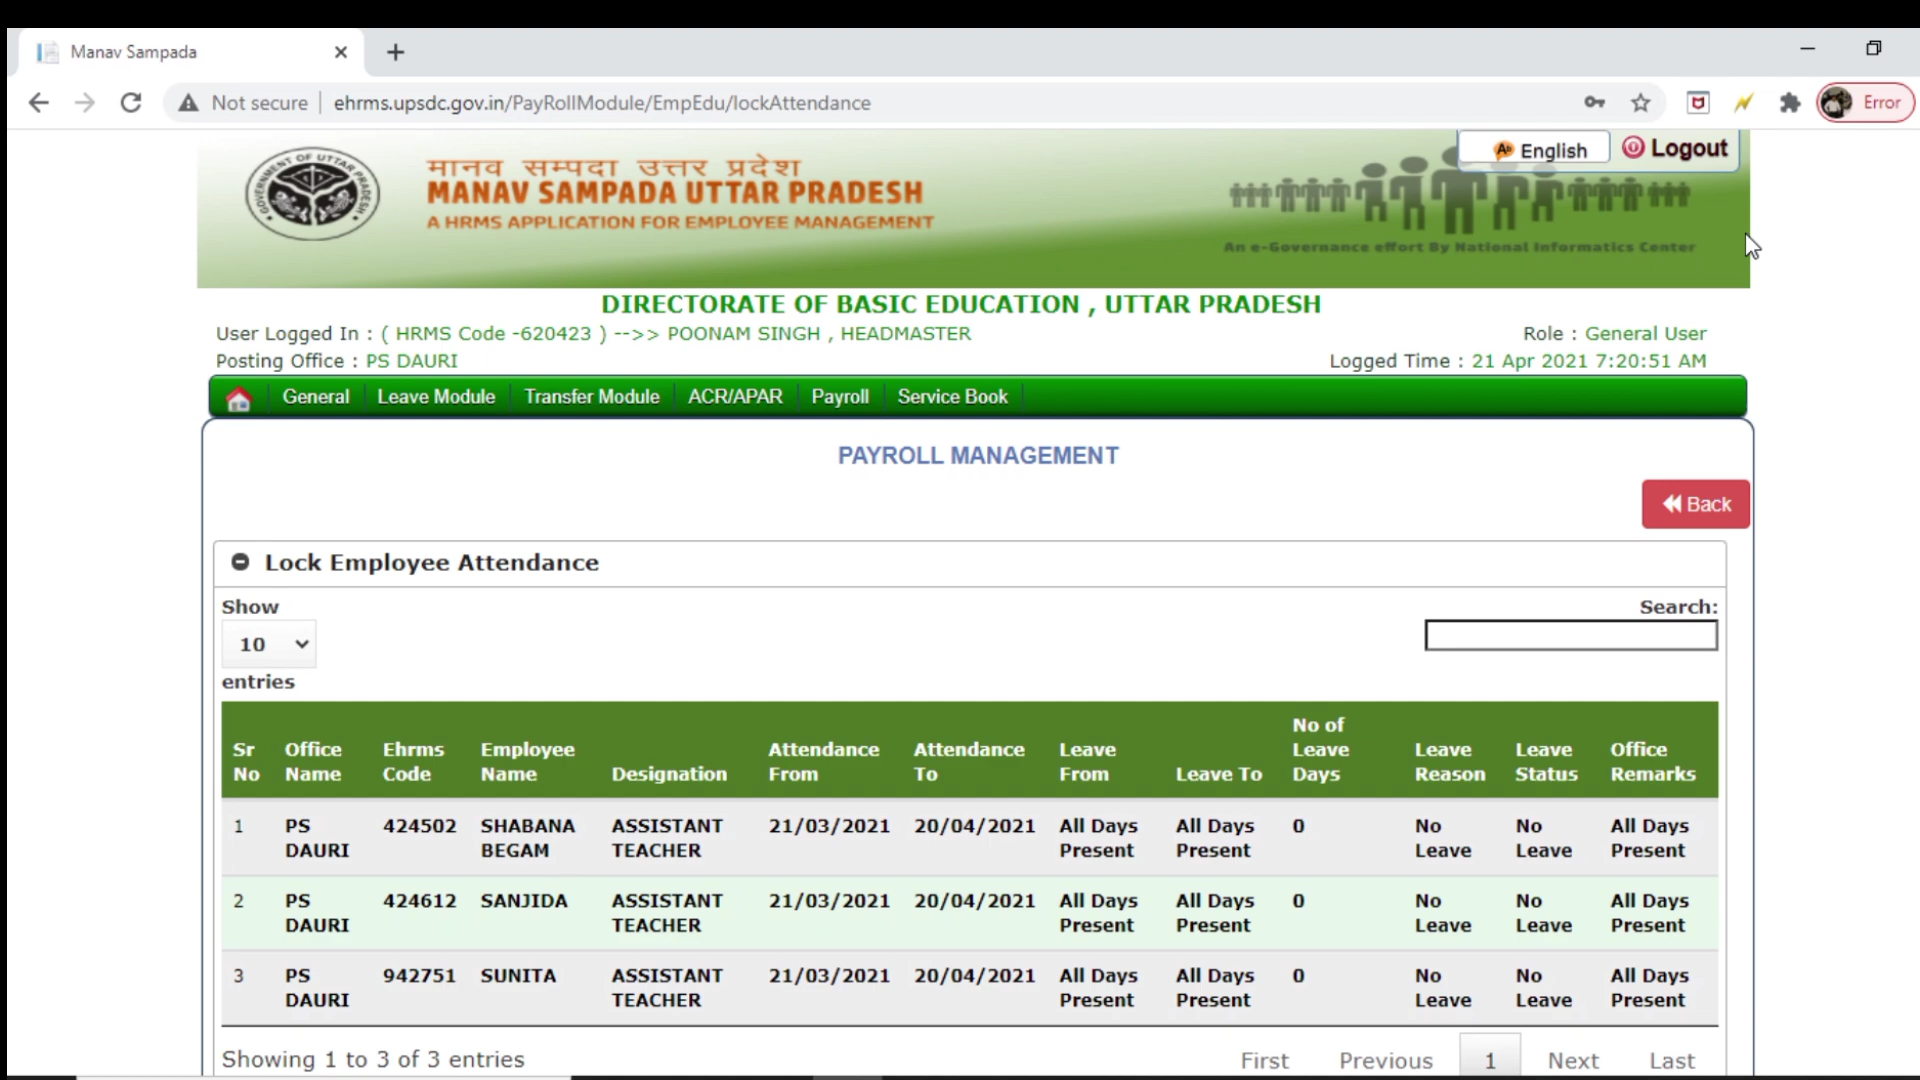 Manav Sampada
Not secure | ehrms.upsdc.gov.in/PayRollModule/EmpEdu/lockAttendance
Error
GOVERNMENT OF UTTAR PRADESH
मानव सम्पदा उत्तर प्रदेश
MANAV SAMPADA UTTAR PRADESH
A HRMS APPLICATION FOR EMPLOYEE MANAGEMENT
English Logout
An e-Governance effort By National Informatics Center
DIRECTORATE OF BASIC EDUCATION , UTTAR PRADESH
User Logged In : ( HRMS Code -620423 ) -->> POONAM SINGH , HEADMASTER Role : General User
Posting Office : PS DAURI Logged Time : 21 Apr 2021 7:20:51 AM
General Leave Module Transfer Module ACR/APAR Payroll Service Book
PAYROLL MANAGEMENT
Back
Lock Employee Attendance
Show Search:
10
entries
Sr No Office Name Ehrms Code Employee Name Designation Attendance From Attendance To Leave From Leave To No of Leave Days Leave Reason Leave Status Office Remarks
1 PS DAURI 424502 SHABANA BEGAM ASSISTANT TEACHER 21/03/2021 20/04/2021 All Days Present All Days Present 0 No Leave No Leave All Days Present
2 PS DAURI 424612 SANJIDA ASSISTANT TEACHER 21/03/2021 20/04/2021 All Days Present All Days Present 0 No Leave No Leave All Days Present
3 PS DAURI 942751 SUNITA ASSISTANT TEACHER 21/03/2021 20/04/2021 All Days Present All Days Present 0 No Leave No Leave All Days Present
Showing 1 to 3 of 3 entries First Previous 1 Next Last